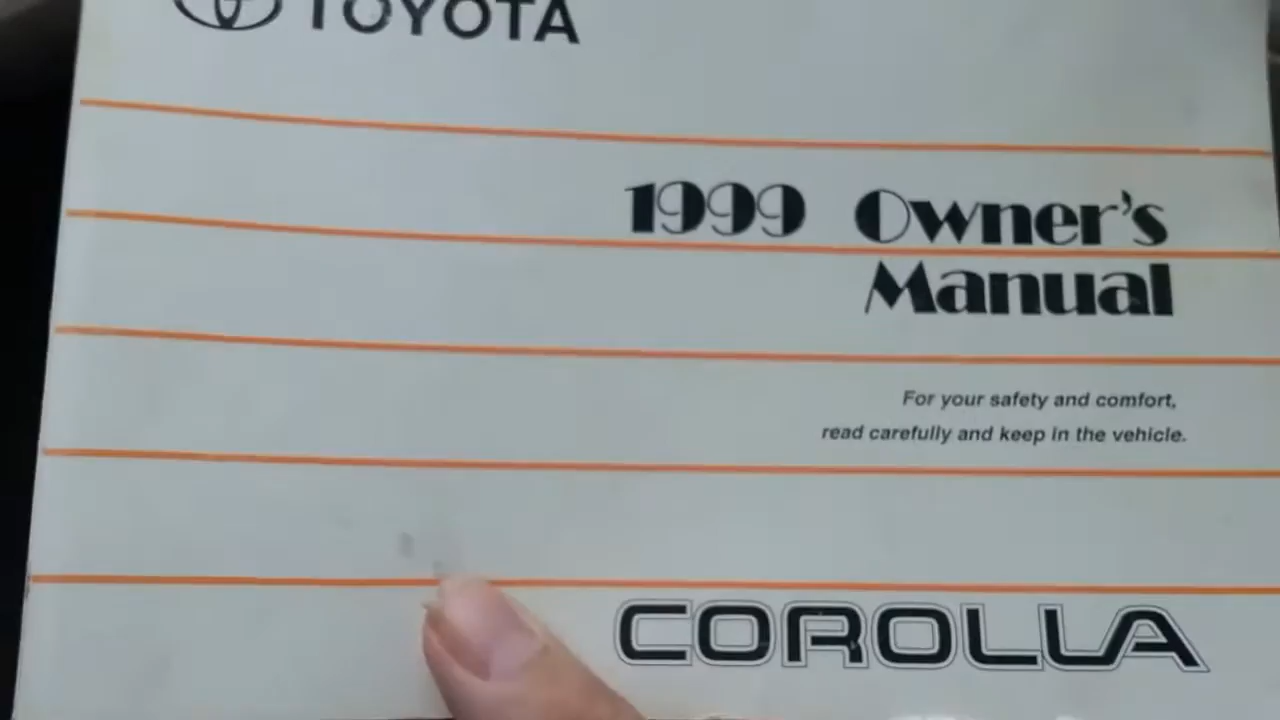 TOYOTA
1999 Owner's
Manual
For your safety and comfort,
read carefully and keep in the vehicle.
COROLLA